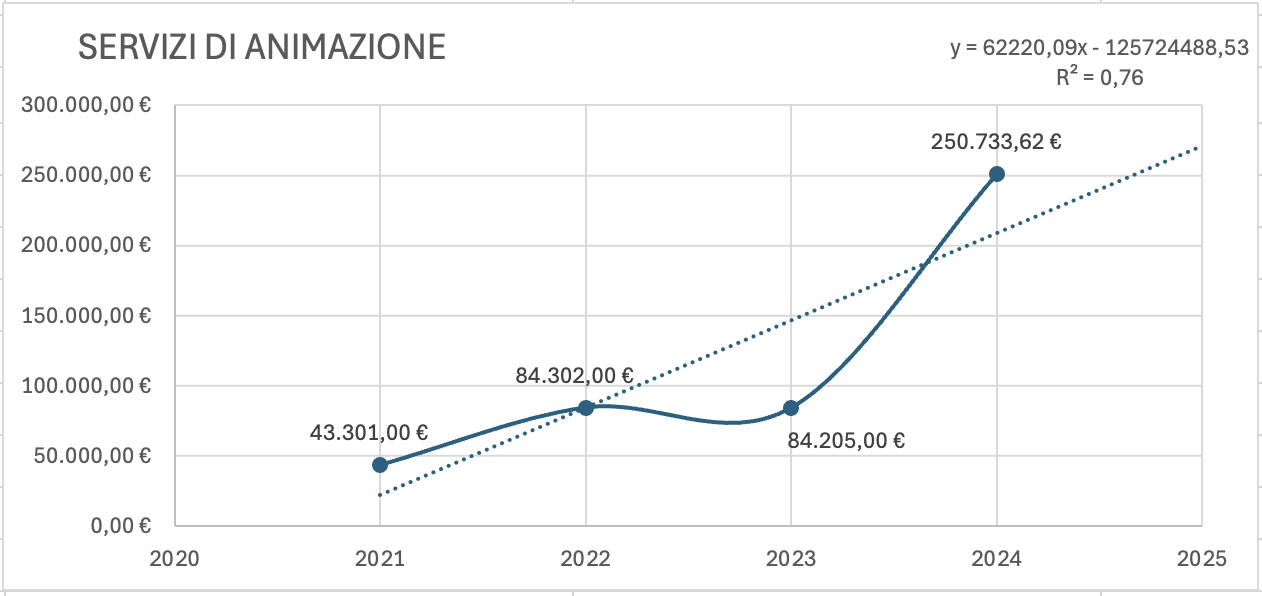 SERVIZI DI ANIMAZIONE
y = 62220,09x - 125724488,53
R² = 0,76
300.000,00 €
250.000,00 €
200.000,00 €
150.000,00 €
100.000,00 €
50.000,00 €
0,00 €
250.733,62 €
84.302,00 €
43.301,00 €
84.205,00 €
2020 2021 2022 2023 2024 2025